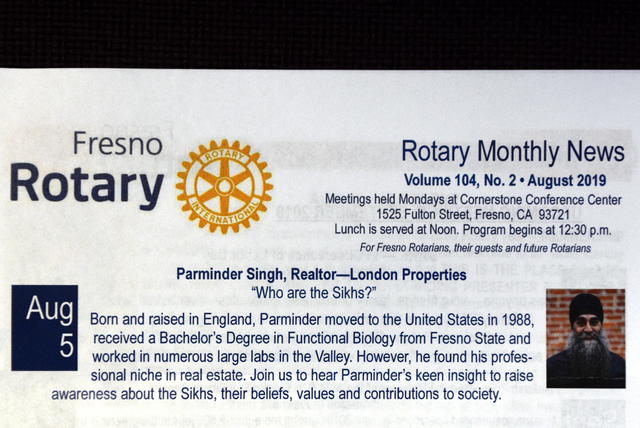 Fresno
Rotary
ROTARY
INTERNATIONAL
Rotary Monthly News
Volume 104, No. 2 • August 2019
Meetings held Mondays at Cornerstone Conference Center
1525 Fulton Street, Fresno, CA 93721
Lunch is served at Noon. Program begins at 12:30 p.m.
For Fresno Rotarians, their guests and future Rotarians
Parminder Singh, Realtor—London Properties
“Who are the Sikhs?”
Aug
5
Born and raised in England, Parminder moved to the United States in 1988,
received a Bachelor’s Degree in Functional Biology from Fresno State and
worked in numerous large labs in the Valley. However, he found his profes-
sional niche in real estate. Join us to hear Parminder’s keen insight to raise
awareness about the Sikhs, their beliefs, values and contributions to society.